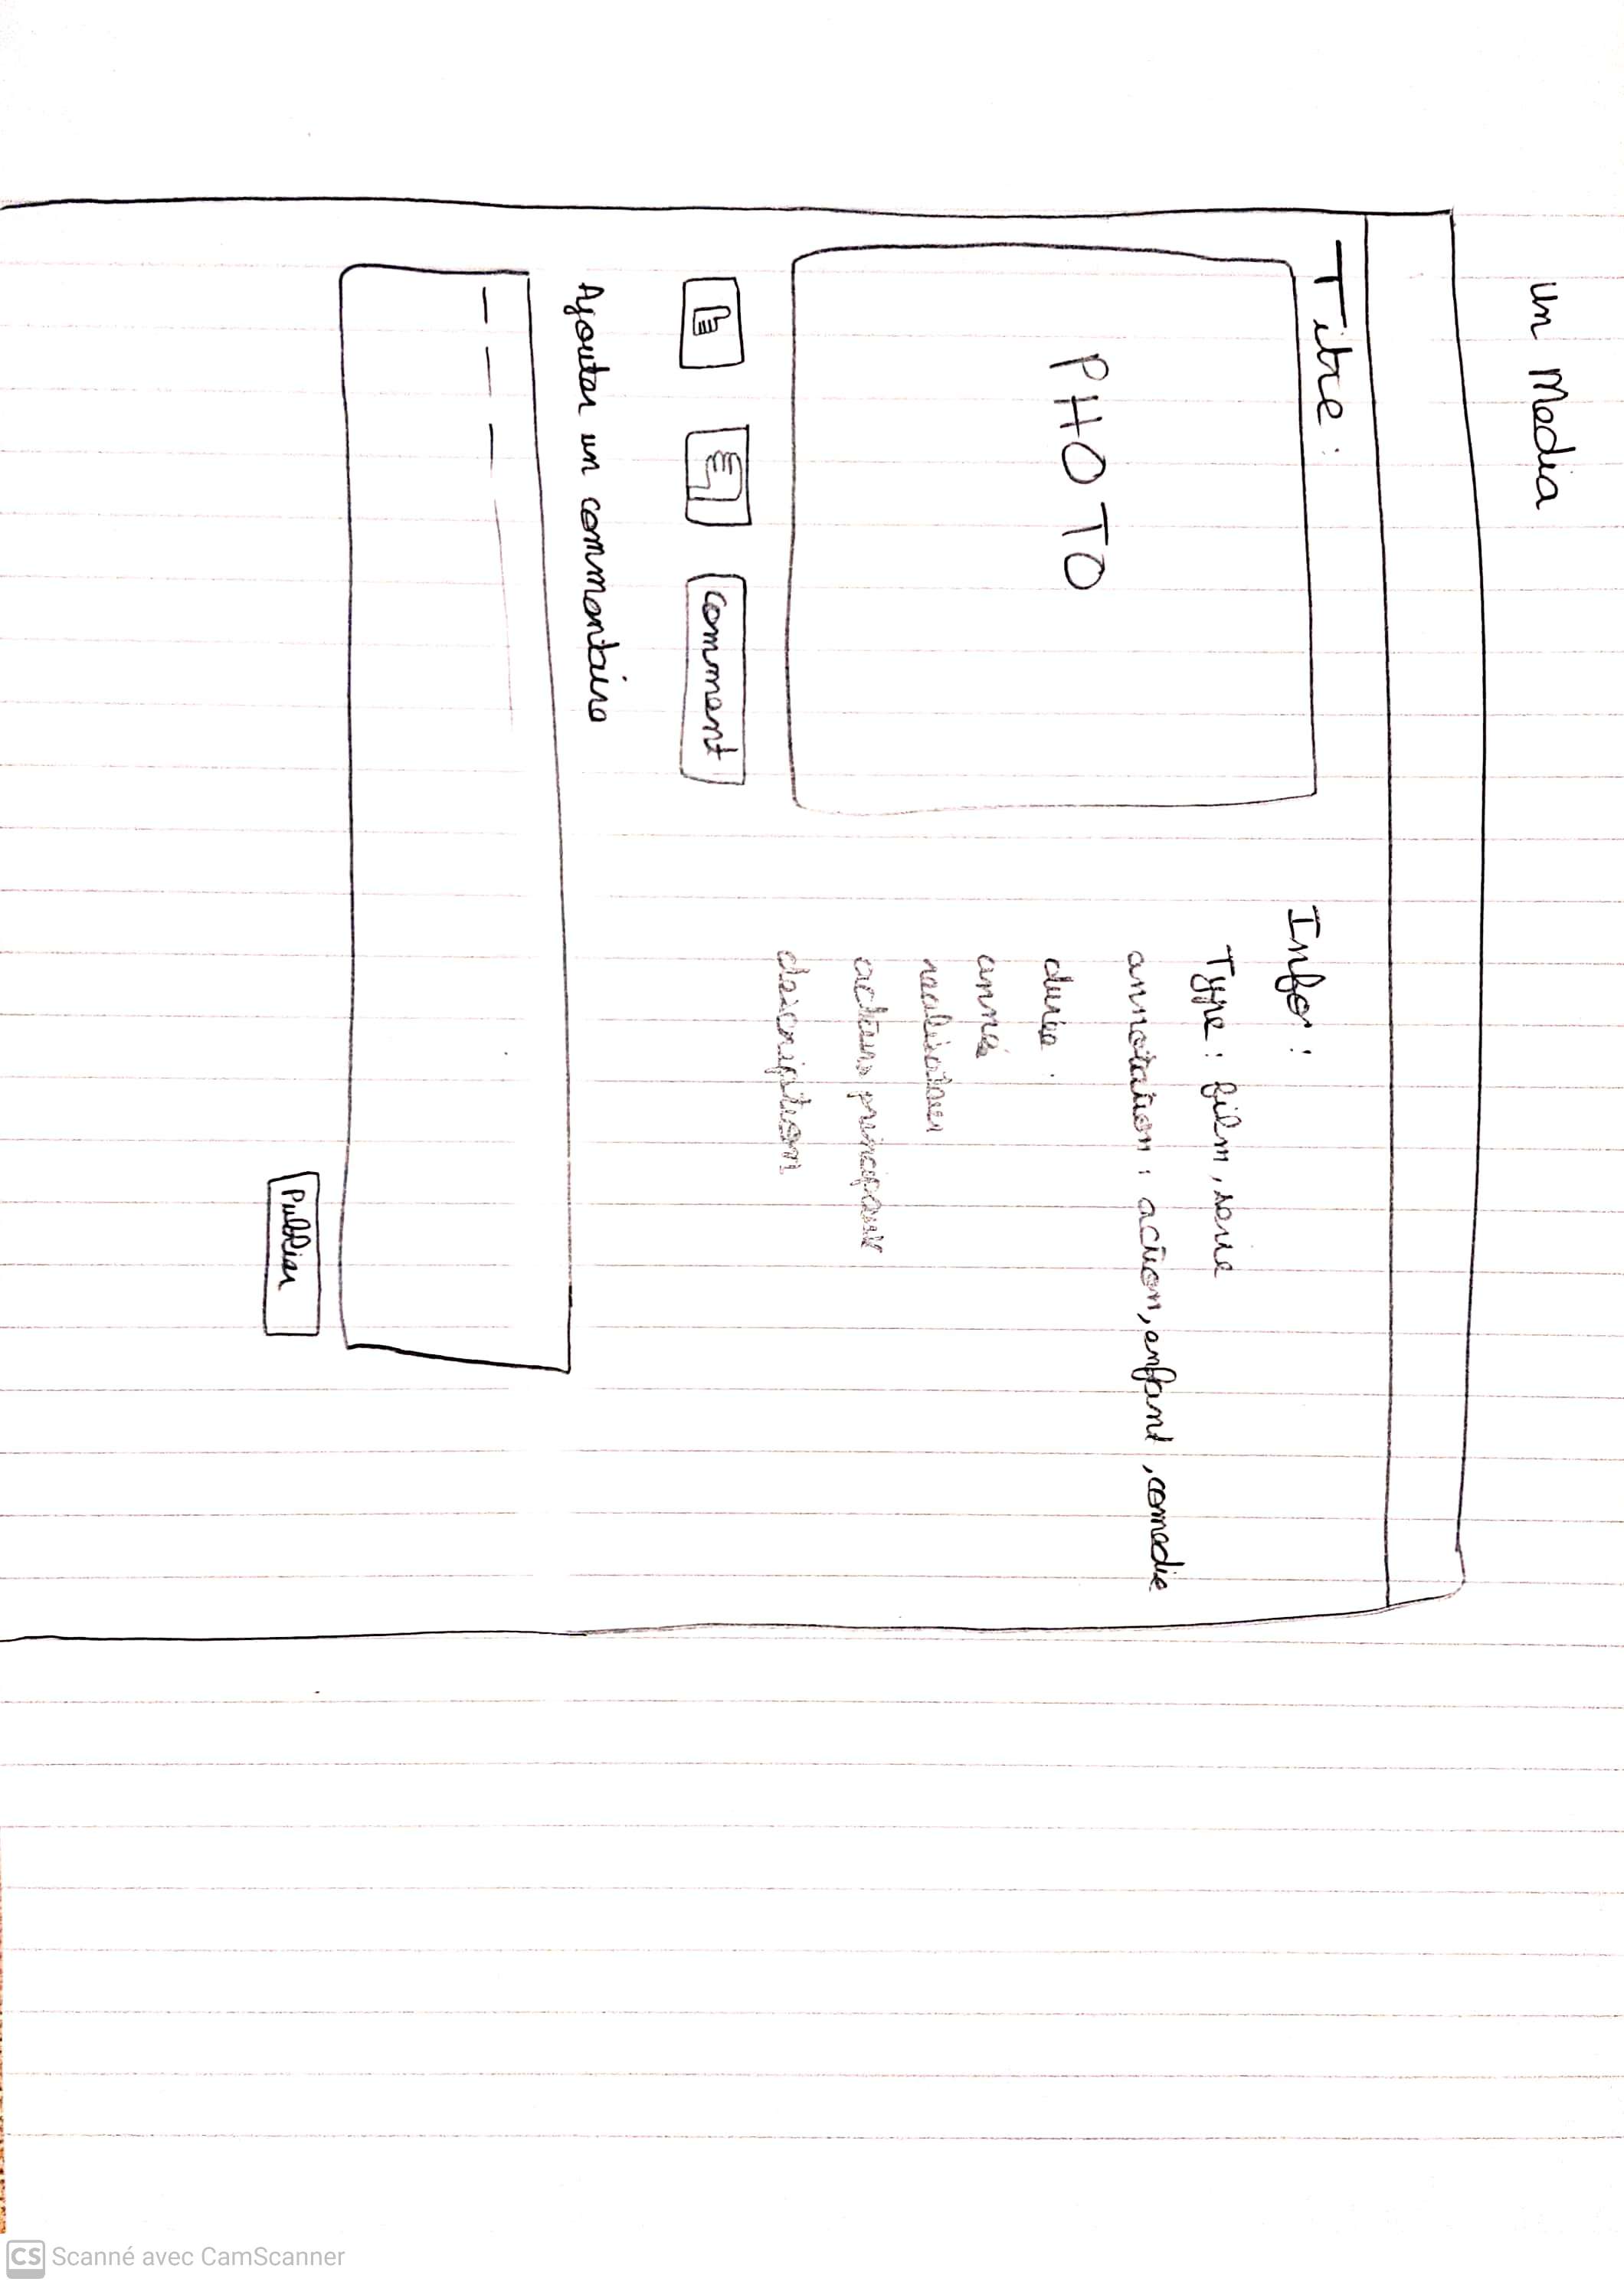 Un Media
Titre :
PHOTO
Info :
Type : film, serie
annotation : action, enfant, comedie
durée :
année
realisateur
acteurs principaux
description
comment
Ajouter un commentaire
Publier
CS Scanné avec CamScanner